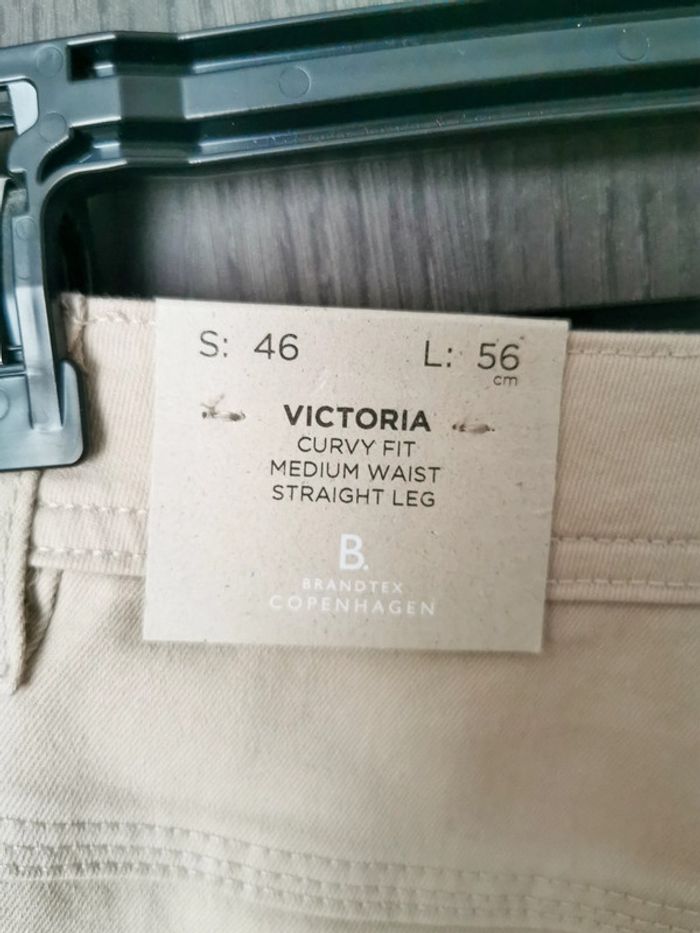 S: 46 L: 56
cm
VICTORIA
CURVY FIT
MEDIUM WAIST
STRAIGHT LEG
B.
BRANDTEX
COPENHAGEN